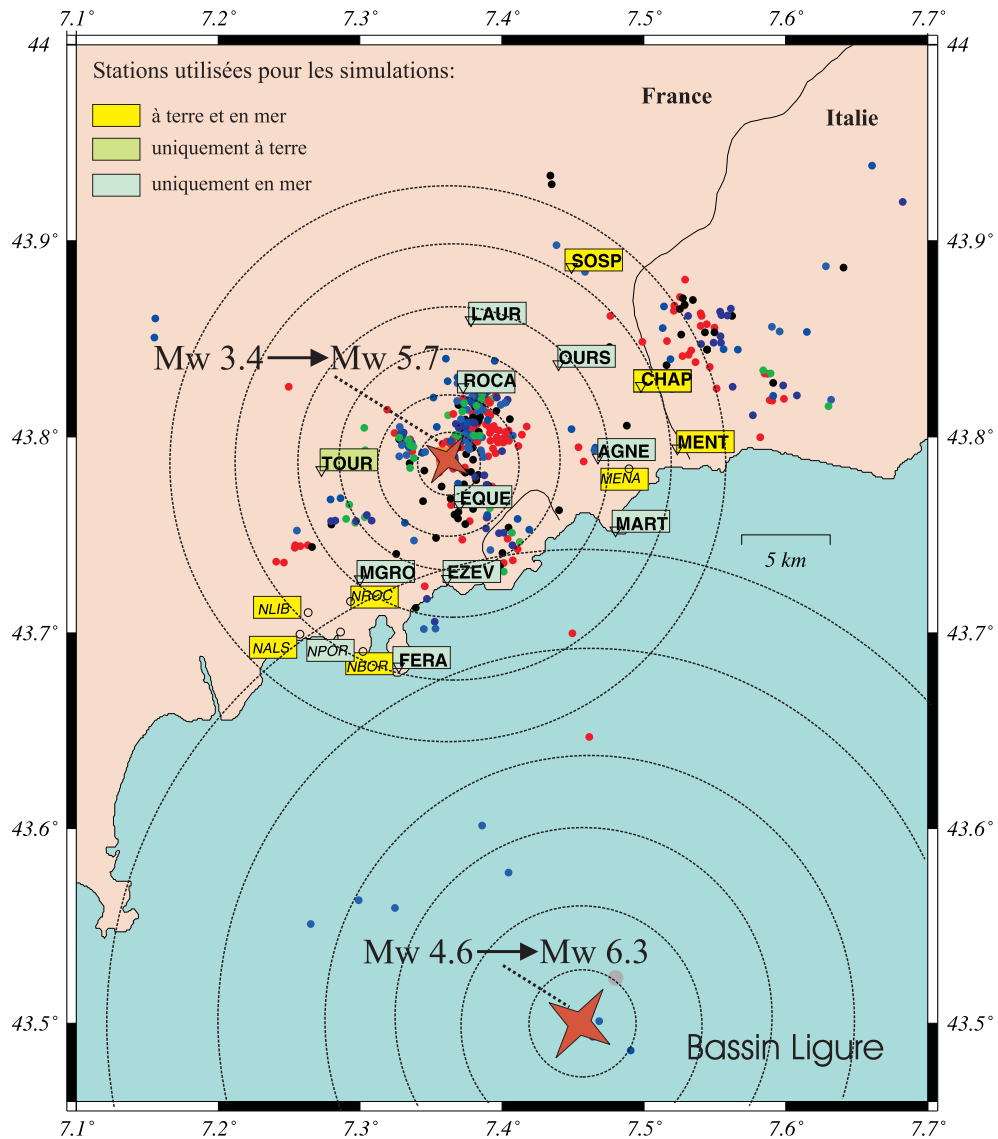 7.1° 7.2° 7.3° 7.4° 7.5° 7.6° 7.7°
44 44
Stations utilisées pour les simulations:
à terre et en mer
uniquement à terre
uniquement en mer
France
Italie
43.9° 43.9°
SOSP
LAUR
Mw 3.4 Mw 5.7
OURS
ROCA
CHAP
43.8° 43.8°
MENT
AGNE
TOUR
MENA
EQUE
MART
5 km
MGRO
EZEV
NROC
NLIB
43.7° 43.7°
NALS
NPOR
NBOR
FERA
43.6° 43.6°
Mw 4.6 Mw 6.3
43.5° 43.5°
Bassin Ligure
7.1° 7.2° 7.3° 7.4° 7.5° 7.6° 7.7°